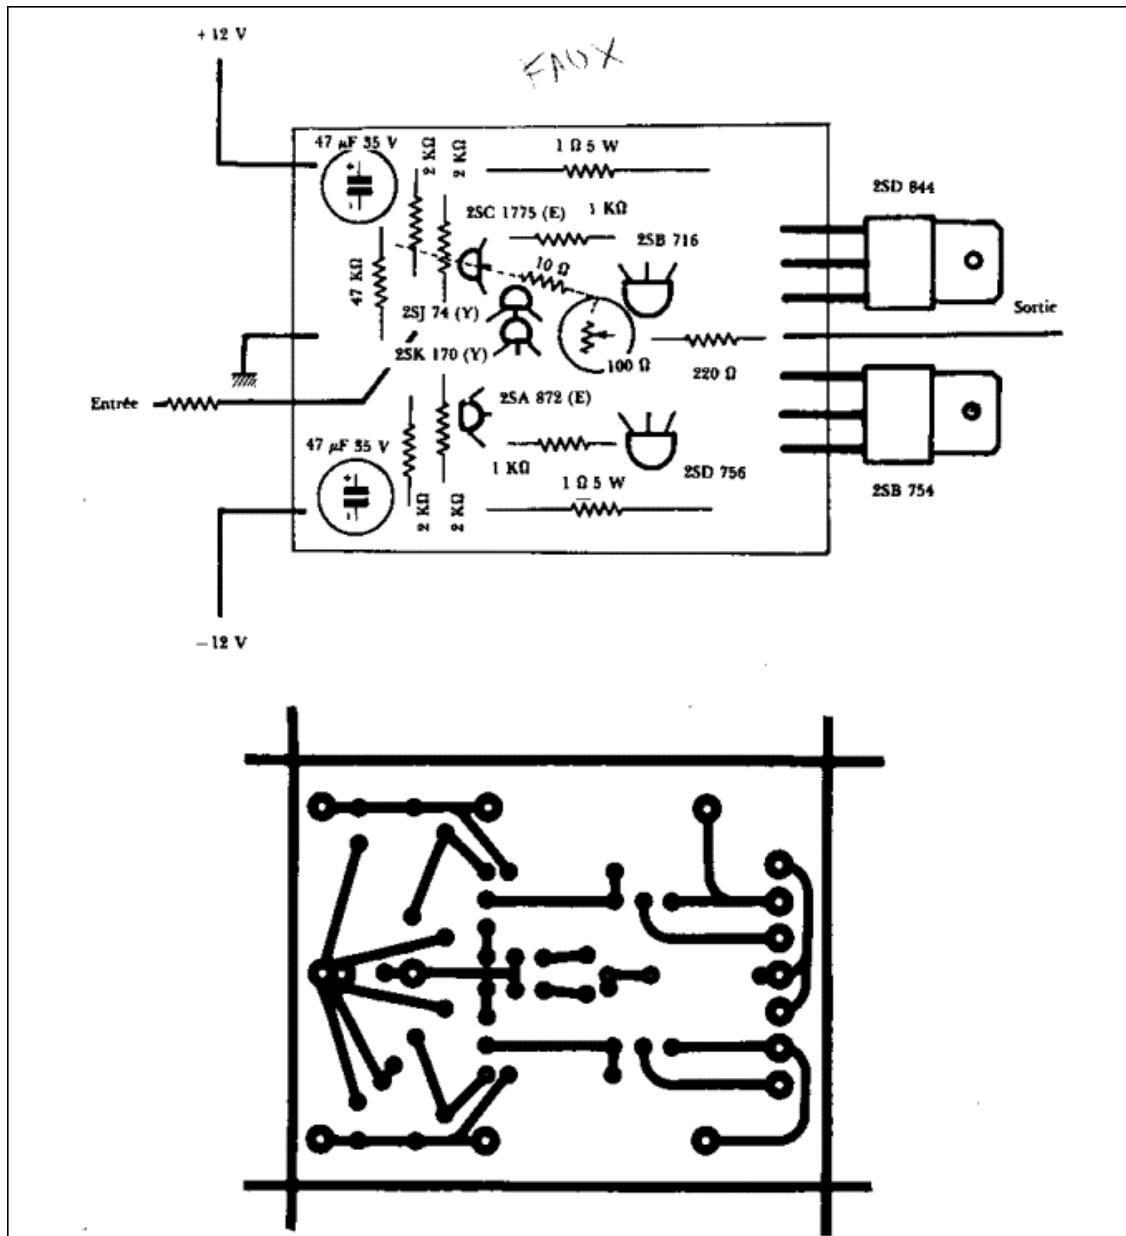 + 12 V
FAUX
47 µF 35 V
2 KΩ
2 KΩ
1 Ω 5 W
2SD 844
2SC 1775 (E)
1 KΩ
2SB 716
47 KΩ
10 Ω
2SJ 74 (Y)
Sortie
2SK 170 (Y)
100 Ω
220 Ω
Entrée
2SA 872 (E)
47 µF 35 V
1 KΩ
2SD 756
2SB 754
2 KΩ
2 KΩ
1 Ω 5 W
– 12 V